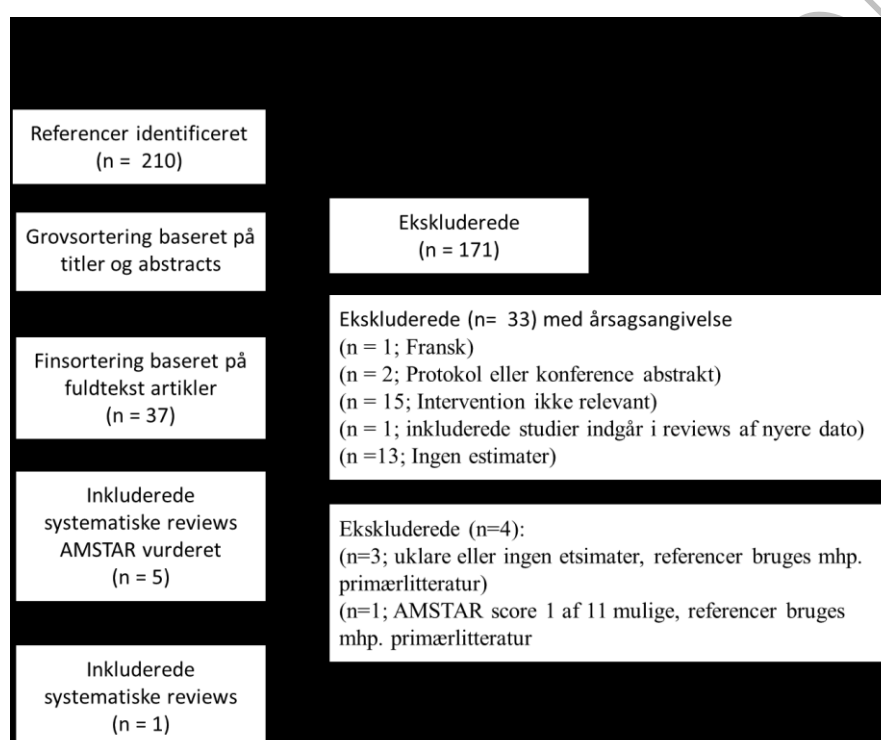 Referencer identificeret
(n = 210)
Grovsortering baseret på
titler og abstracts
Ekskluderede
(n = 171)
Finsortering baseret på
fuldtekst artikler
(n = 37)
Ekskluderede (n= 33) med årsagsangivelse
(n = 1; Fransk)
(n = 2; Protokol eller konference abstrakt)
(n = 15; Intervention ikke relevant)
(n = 1; inkluderede studier indgår i reviews af nyere dato)
(n =13; Ingen estimater)
Inkluderede
systematiske reviews
AMSTAR vurderet
(n = 5)
Ekskluderede (n=4):
(n=3; uklare eller ingen etsimater, referencer bruges mhp.
primærlitteratur)
(n=1; AMSTAR score 1 af 11 mulige, referencer bruges
mhp. primærlitteratur
Inkluderede
systematiske reviews
(n = 1)